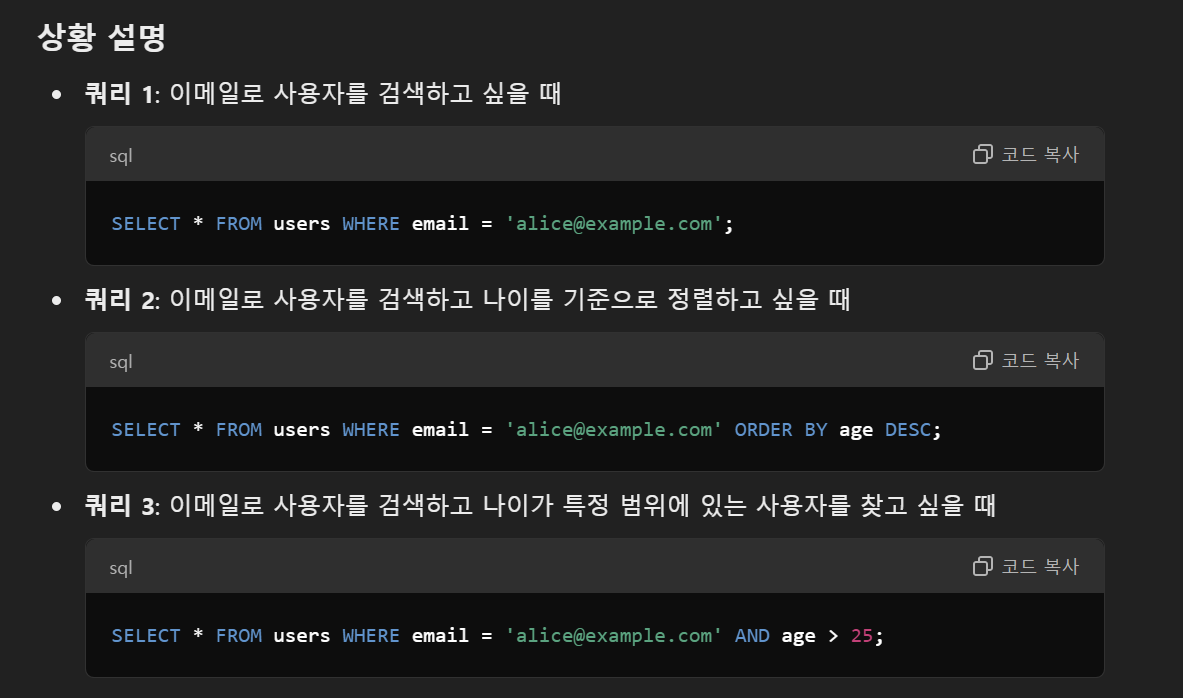 상황 설명
• 쿼리 1: 이메일로 사용자를 검색하고 싶을 때
sql 코드 복사
SELECT * FROM users WHERE email = 'alice@example.com';
• 쿼리 2: 이메일로 사용자를 검색하고 나이를 기준으로 정렬하고 싶을 때
sql 코드 복사
SELECT * FROM users WHERE email = 'alice@example.com' ORDER BY age DESC;
• 쿼리 3: 이메일로 사용자를 검색하고 나이가 특정 범위에 있는 사용자를 찾고 싶을 때
sql 코드 복사
SELECT * FROM users WHERE email = 'alice@example.com' AND age > 25;